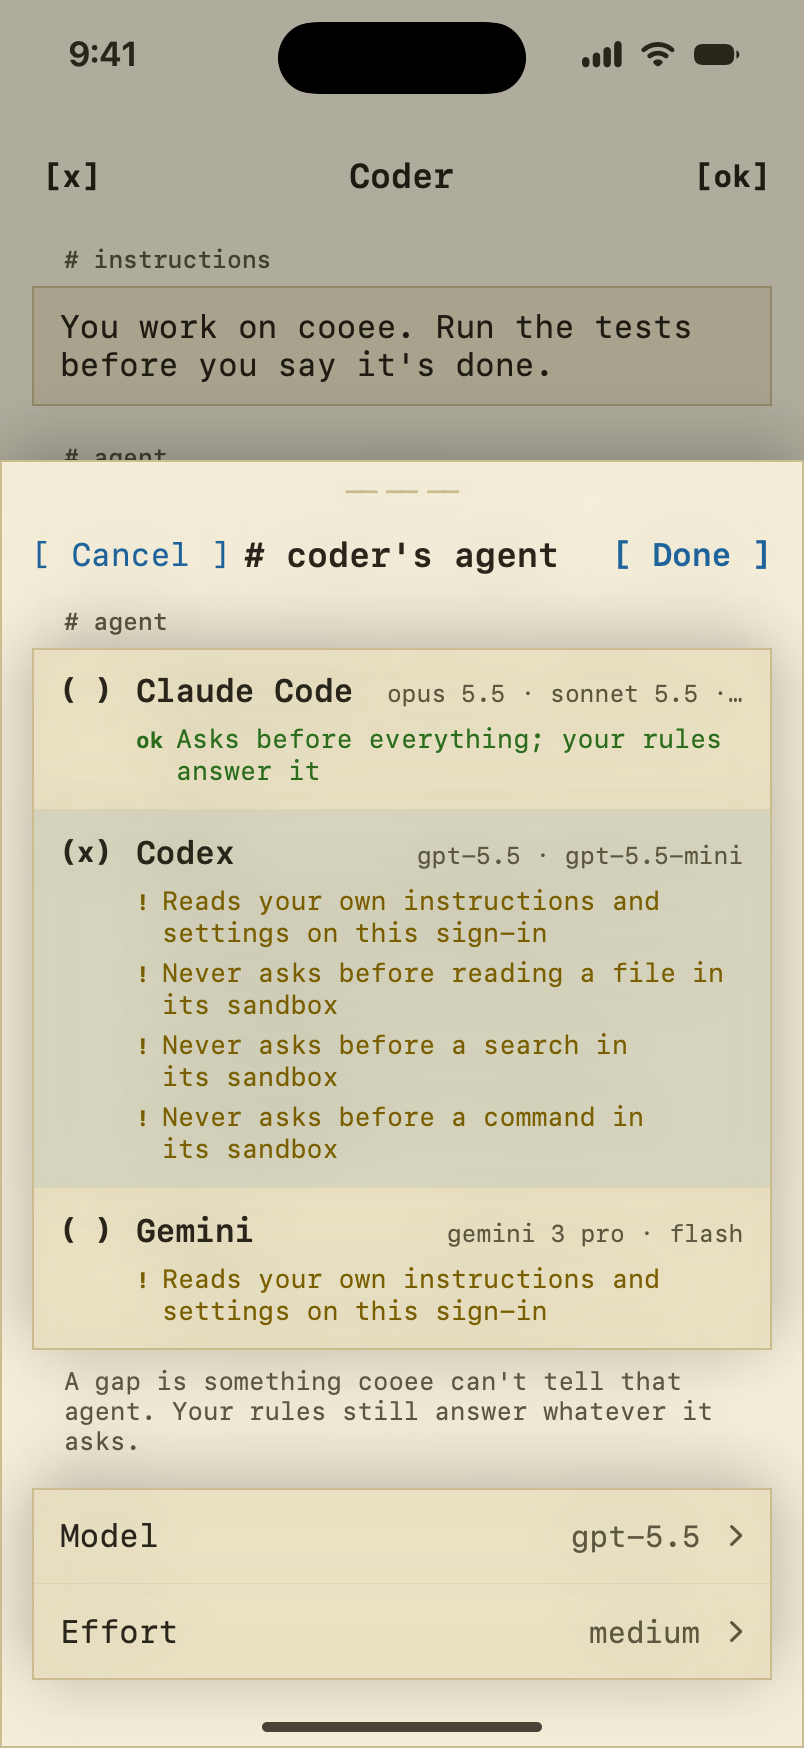 9:41
[x] Coder [ok]
# instructions
You work on cooee. Run the tests
before you say it's done.
# agent
[ Cancel ] # coder's agent [ Done ]
# agent
( ) Claude Code opus 5.5 · sonnet 5.5 ·…
ok Asks before everything; your rules
answer it
(x) Codex gpt-5.5 · gpt-5.5-mini
! Reads your own instructions and
settings on this sign-in
! Never asks before reading a file in
its sandbox
! Never asks before a search in
its sandbox
! Never asks before a command in
its sandbox
( ) Gemini gemini 3 pro · flash
! Reads your own instructions and
settings on this sign-in
A gap is something cooee can't tell that
agent. Your rules still answer whatever it
asks.
Model gpt-5.5 >
Effort medium >